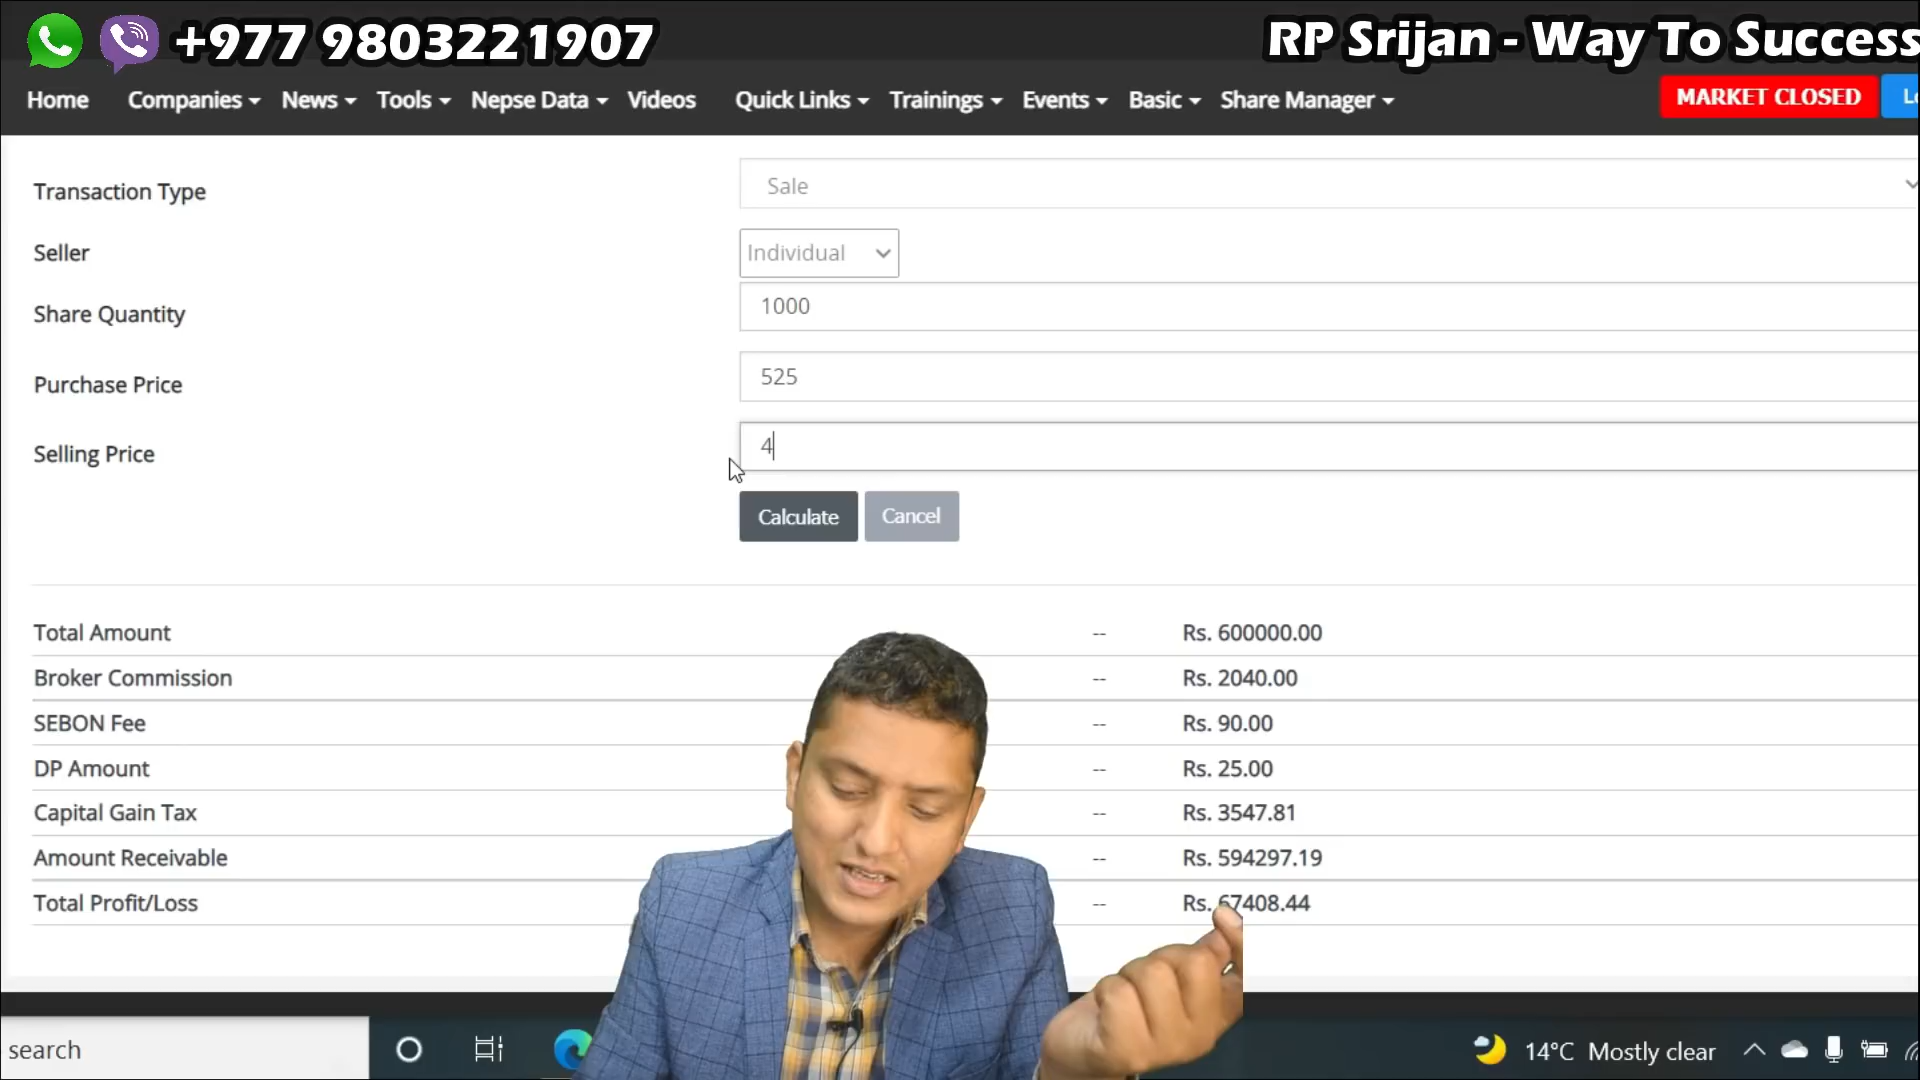 +977 9803221907
RP Srijan - Way To Success
Home Companies News Tools Nepse Data Videos Quick Links Trainings Events Basic Share Manager MARKET CLOSED
Transaction Type Sale
Seller Individual
Share Quantity 1000
Purchase Price 525
Selling Price 4
Calculate Cancel
Total Amount -- Rs. 600000.00
Broker Commission -- Rs. 2040.00
SEBON Fee -- Rs. 90.00
DP Amount -- Rs. 25.00
Capital Gain Tax -- Rs. 3547.81
Amount Receivable -- Rs. 594297.19
Total Profit/Loss -- Rs. 67408.44
search 14°C Mostly clear